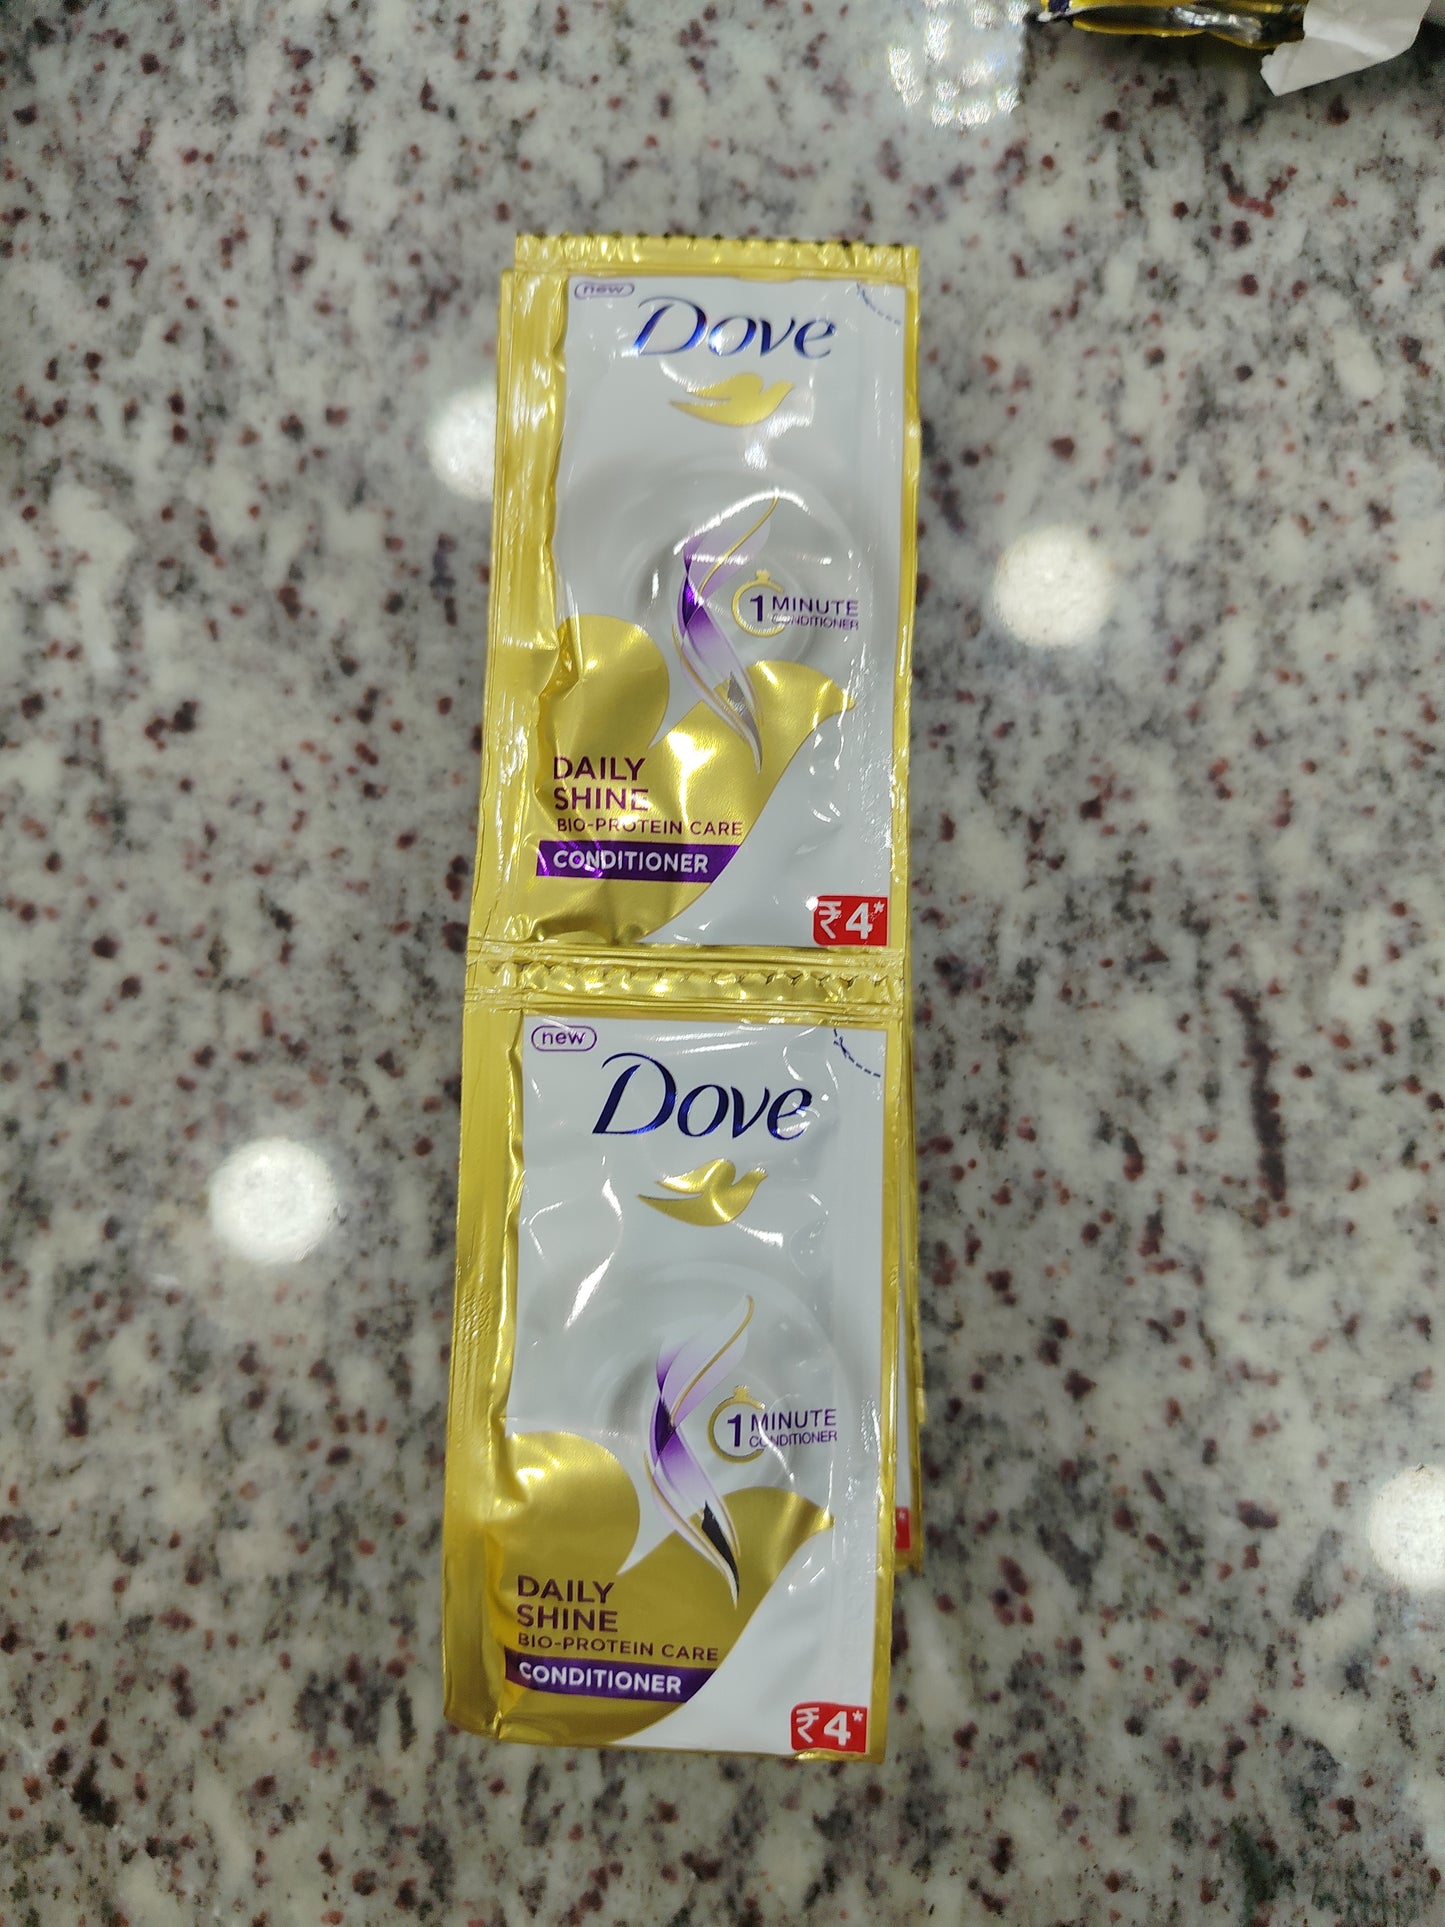 new
Dove
1 MINUTE
CONDITIONER
DAILY
SHINE
BIO-PROTEIN CARE
CONDITIONER
₹4*
new
Dove
1 MINUTE
CONDITIONER
DAILY
SHINE
BIO-PROTEIN CARE
CONDITIONER
₹4*
*